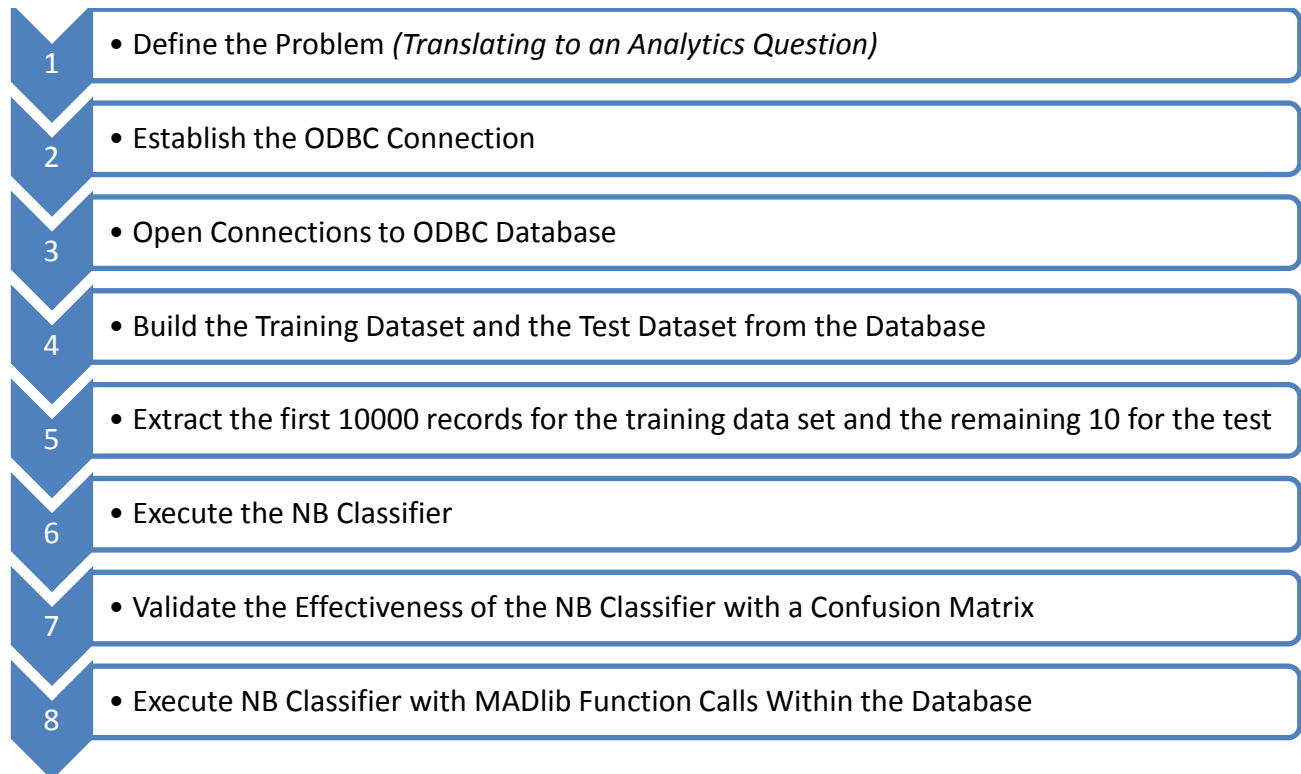 1 • Define the Problem (Translating to an Analytics Question)
2 • Establish the ODBC Connection
3 • Open Connections to ODBC Database
4 • Build the Training Dataset and the Test Dataset from the Database
5 • Extract the first 10000 records for the training data set and the remaining 10 for the test
6 • Execute the NB Classifier
7 • Validate the Effectiveness of the NB Classifier with a Confusion Matrix
8 • Execute NB Classifier with MADlib Function Calls Within the Database